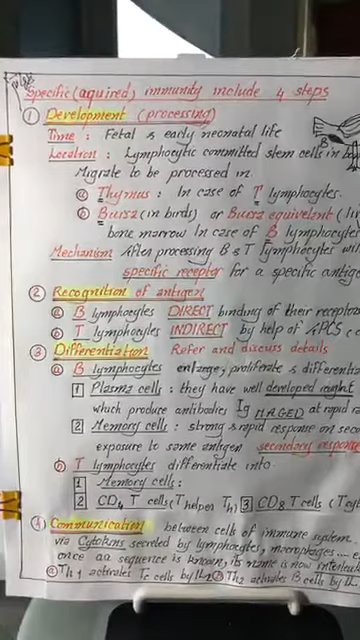 Specific (aquired) immunity include 4 steps
① Development (processing)
Time : Fetal & early neonatal life
Location : Lymphocytic committed stem cells in
Migrate to be processed in
ⓐ Thymus : In case of T lymphocytes.
ⓑ Bursa (in birds) or Bursa equivalent
B
bone marrow In case of B lymphocytes
Mechanism After processing B & T lymphocytes
specific receptor for a specific
② Recognition of antigen
ⓐ B lymphocytes DIRECT binding of their
ⓑ T lymphocytes INDIRECT by help of APCS
③ Differentiation Refer and discuss details
ⓐ B lymphocytes enlarge, proliferate &
1 Plasma cells : they have well developed
which produce antibodies Ig MAGED at rapid
2 Memory cells : strong & rapid response on
exposure to same antigen secondary response
ⓑ T lymphocytes differentiate into
1 Memory cells :
2 CD4 T cells (T helper Th) 3 CD8 T cells
④ Communication between cells of immune system.
via Cytokins secreted by lymphocytes, macrophages....
once aa sequence is known, its name is now
ⓐ TH1 activates Tc cells by IL2 ⓑ TH2 activates B cells by